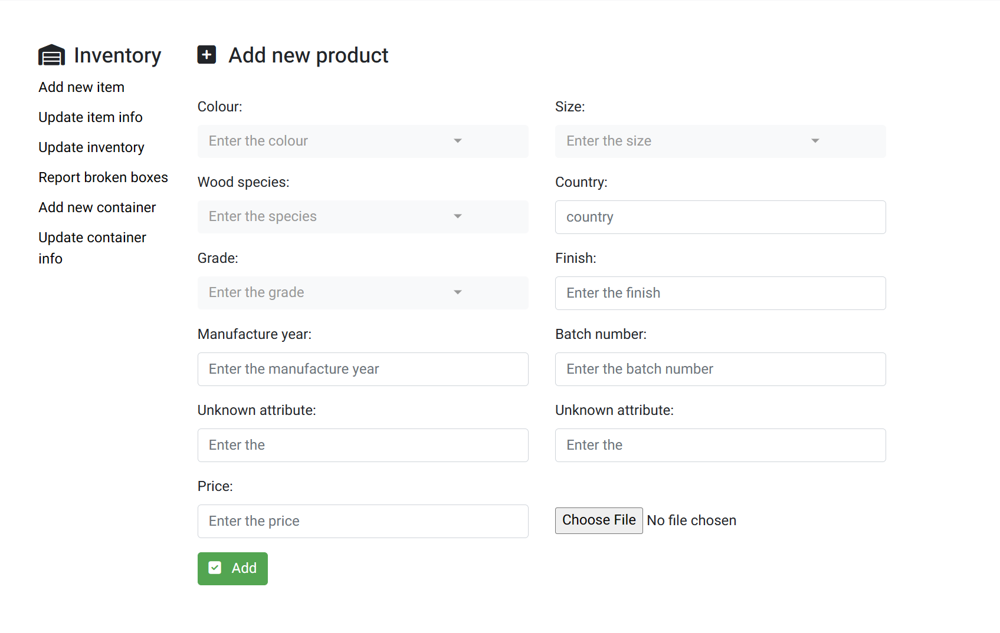 Inventory
Add new item
Update item info
Update inventory
Report broken boxes
Add new container
Update container
info
Add new product
Colour:
Enter the colour
Size:
Enter the size
Wood species:
Enter the species
Country:
country
Grade:
Enter the grade
Finish:
Enter the finish
Manufacture year:
Enter the manufacture year
Batch number:
Enter the batch number
Unknown attribute:
Enter the
Unknown attribute:
Enter the
Price:
Enter the price
Choose File No file chosen
Add